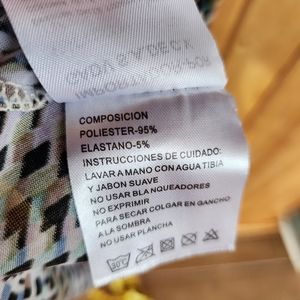 COMPOSICION
POLIESTER-95%
ELASTANO-5%
INSTRUCCIONES DE CUIDADO:
LAVAR A MANO CON AGUA TIBIA
Y JABON SUAVE
NO USAR BLANQUEADORES
NO EXPRIMIR
PARA SECAR COLGAR EN GANCHO
A LA SOMBRA
NO USAR PLANCHA
30°C